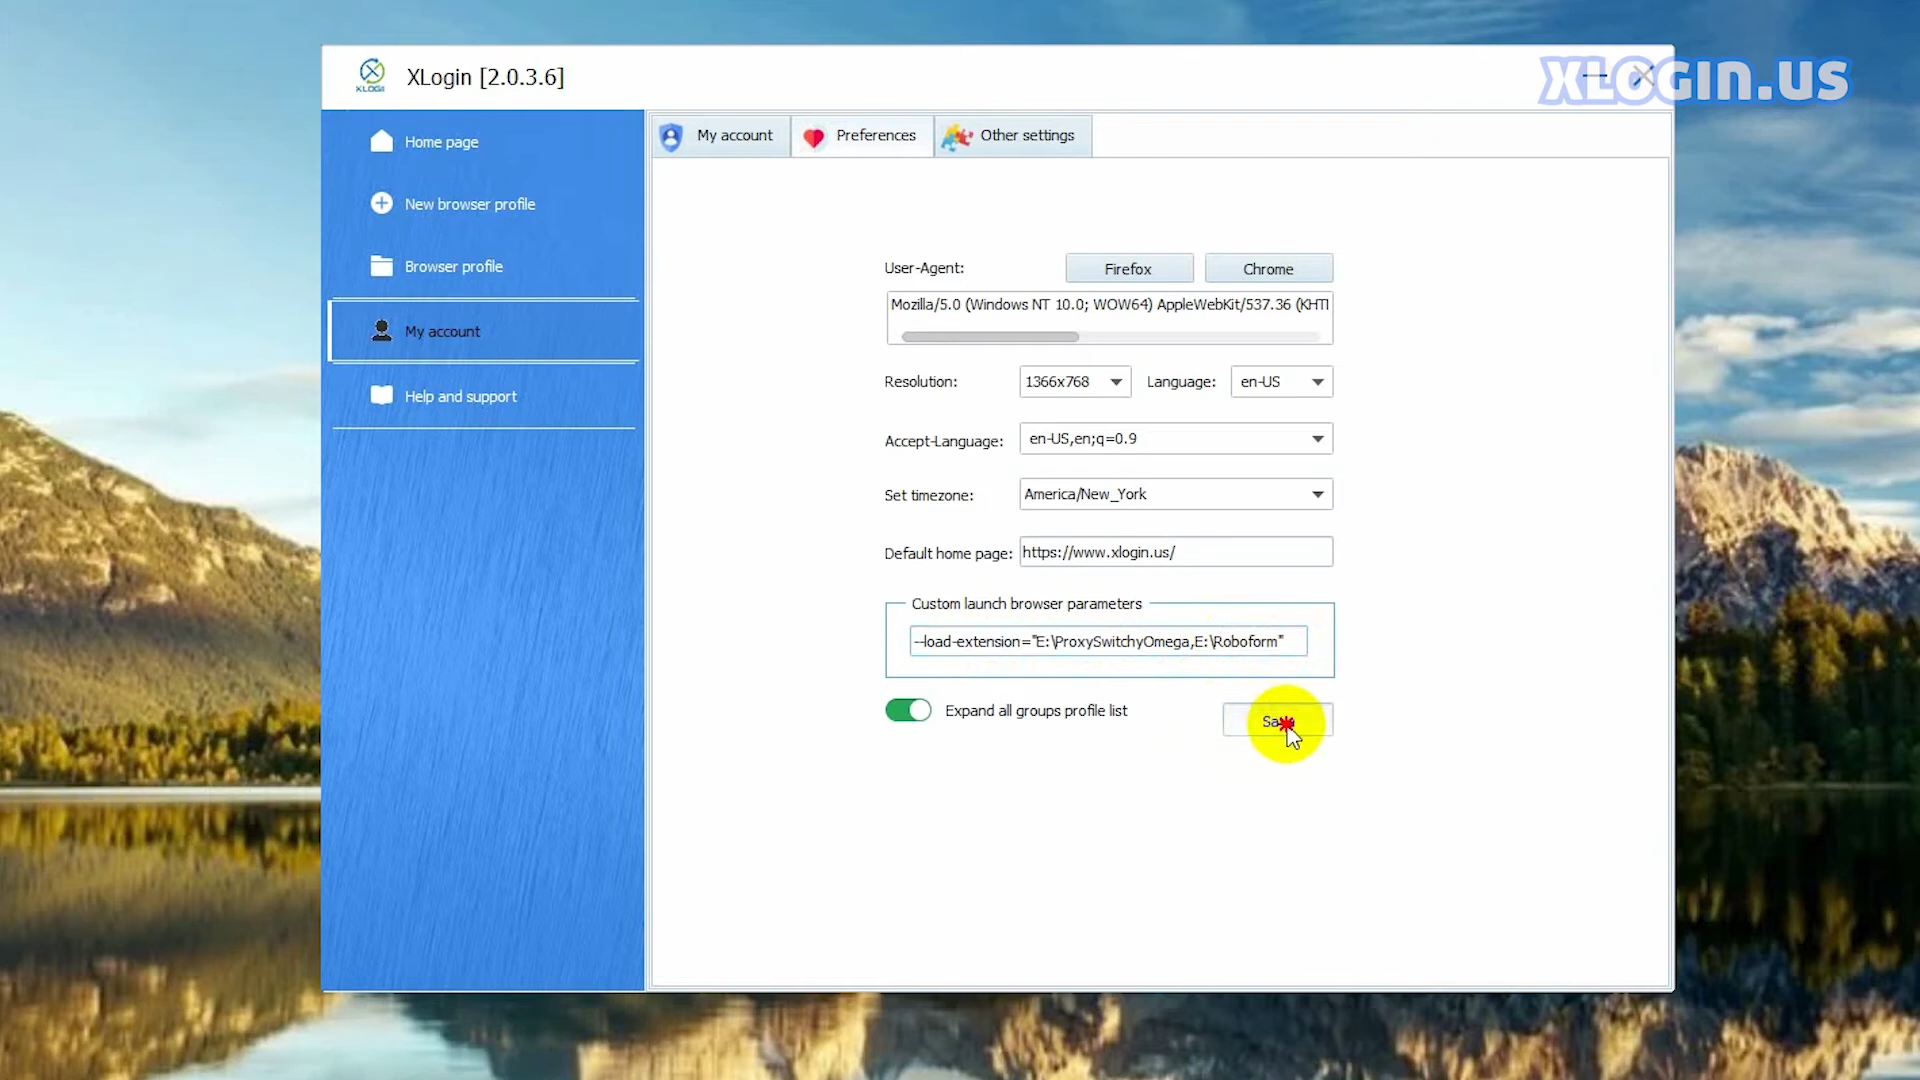 XLOGIN.US
XLOGIN
XLogin [2.0.3.6]
Home page
New browser profile
Browser profile
My account
Help and support
My account
Preferences
Other settings
User-Agent:
Firefox
Chrome
Mozilla/5.0 (Windows NT 10.0; WOW64) AppleWebKit/537.36 (KHT
Resolution:
1366x768
Language:
en-US
Accept-Language:
en-US,en;q=0.9
Set timezone:
America/New_York
Default home page:
https://www.xlogin.us/
Custom launch browser parameters
--load-extension="E:\ProxySwitchyOmega,E:\Roboform"
Expand all groups profile list